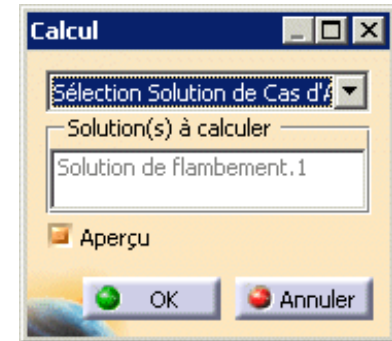 Calcul
Sélection Solution de Cas d'A
Solution(s) à calculer
Solution de flambement.1
Aperçu
OK
Annuler